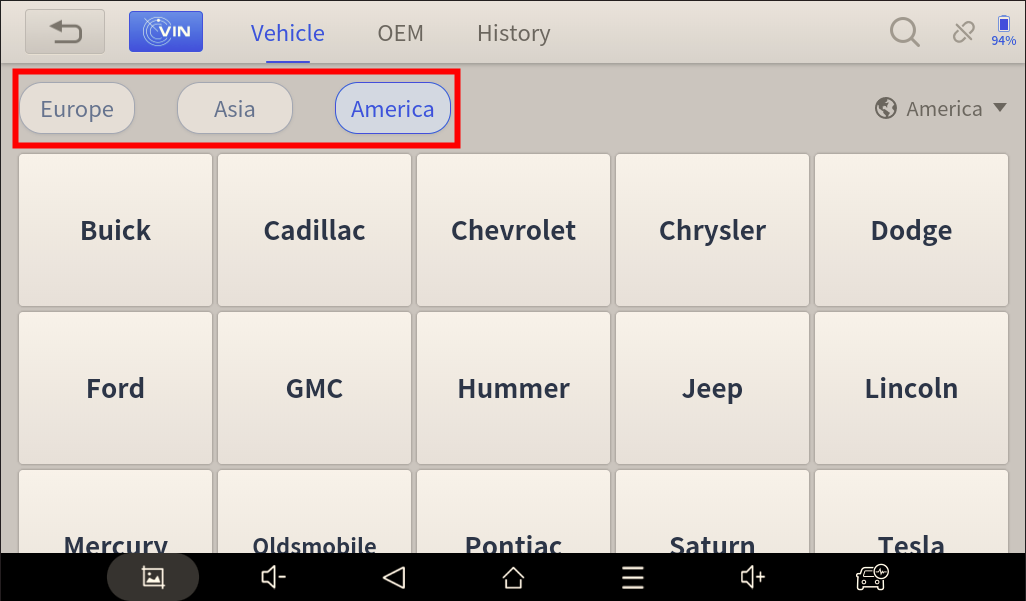 VIN Vehicle OEM History 94%
Europe Asia America America
Buick Cadillac Chevrolet Chrysler Dodge
Ford GMC Hummer Jeep Lincoln
Mercury Oldsmobile Pontiac Saturn Tesla